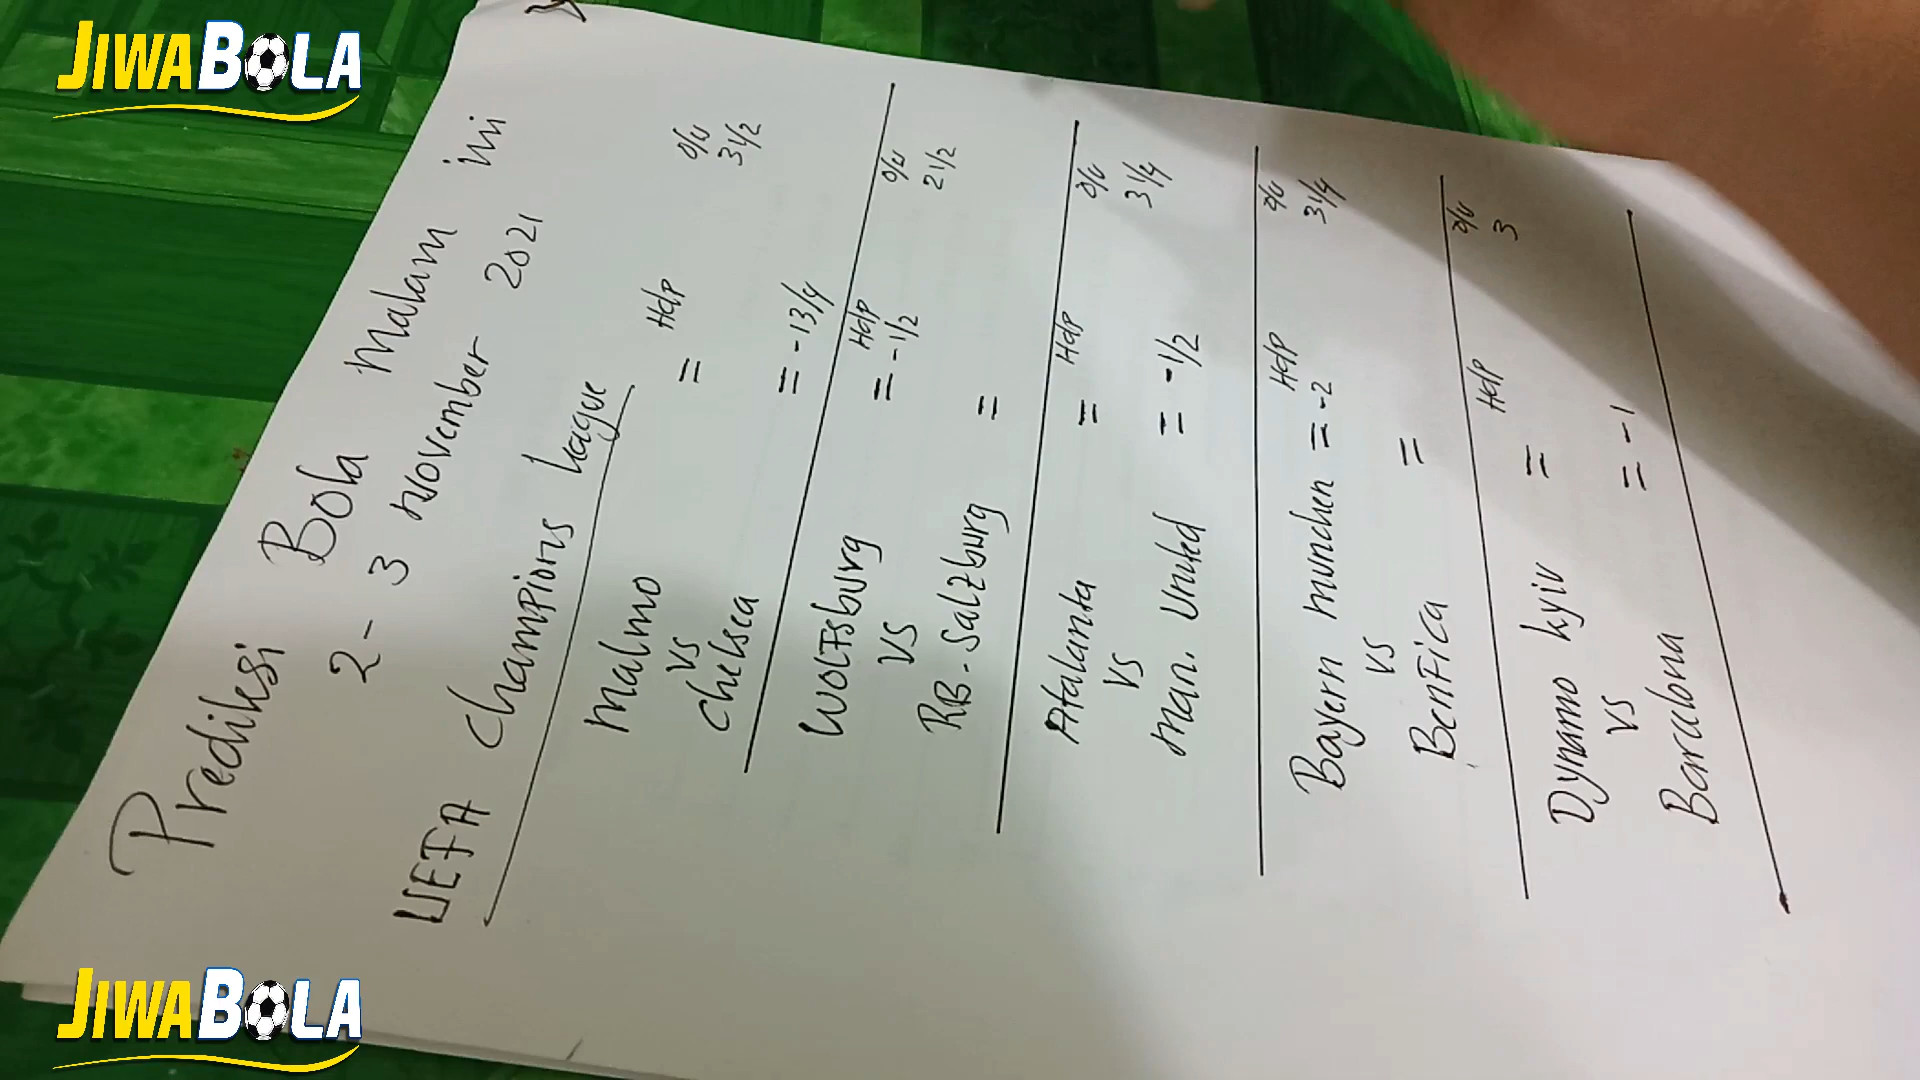 JIWABOLA
Prediksi Bola Malam ini
2-3 November 2021
UEFA Champions League
Hdp O/U
Malmo = 3 1/2
VS
Chelsea = -1 3/4
Hdp O/U
WOLFSburg = -1/2 2 1/2
VS
RB-Salzburg =
Hdp O/U
Atalanta = 3 1/4
VS
Man. United = -1/2
Hdp O/U
Bayern munchen = -2 3 1/4
VS
BenFica =
Hdp O/U
Dynamo kyiv = 3
VS
Barcelona = -1
JIWABOLA